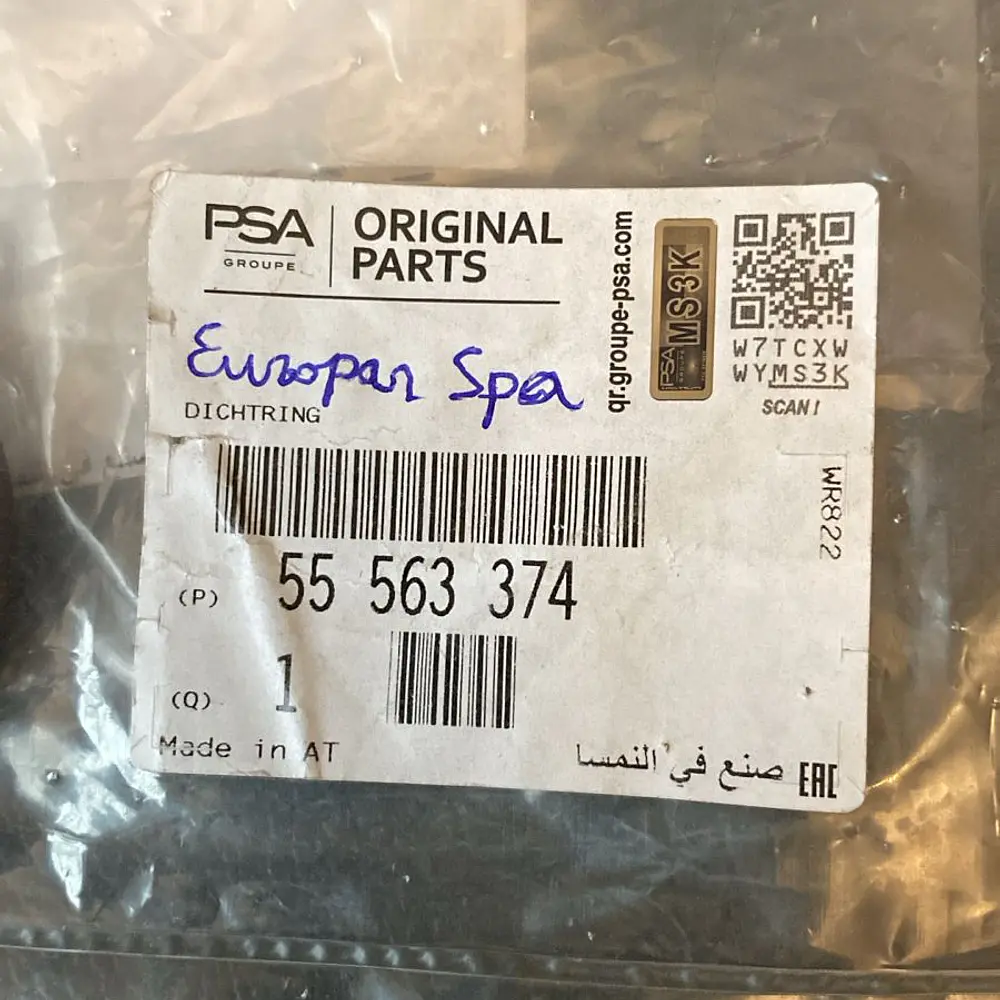 PSA
GROUPE
ORIGINAL
PARTS
qr.groupe-psa.com
MS3K
PSA
GROUPE
W7TCXW
WYMS3K
SCAN!
Europar Spa
DICHTRING
WR822
(P) 55 563 374
(Q) 1
Made in AT
صنع في النمسا
EAC